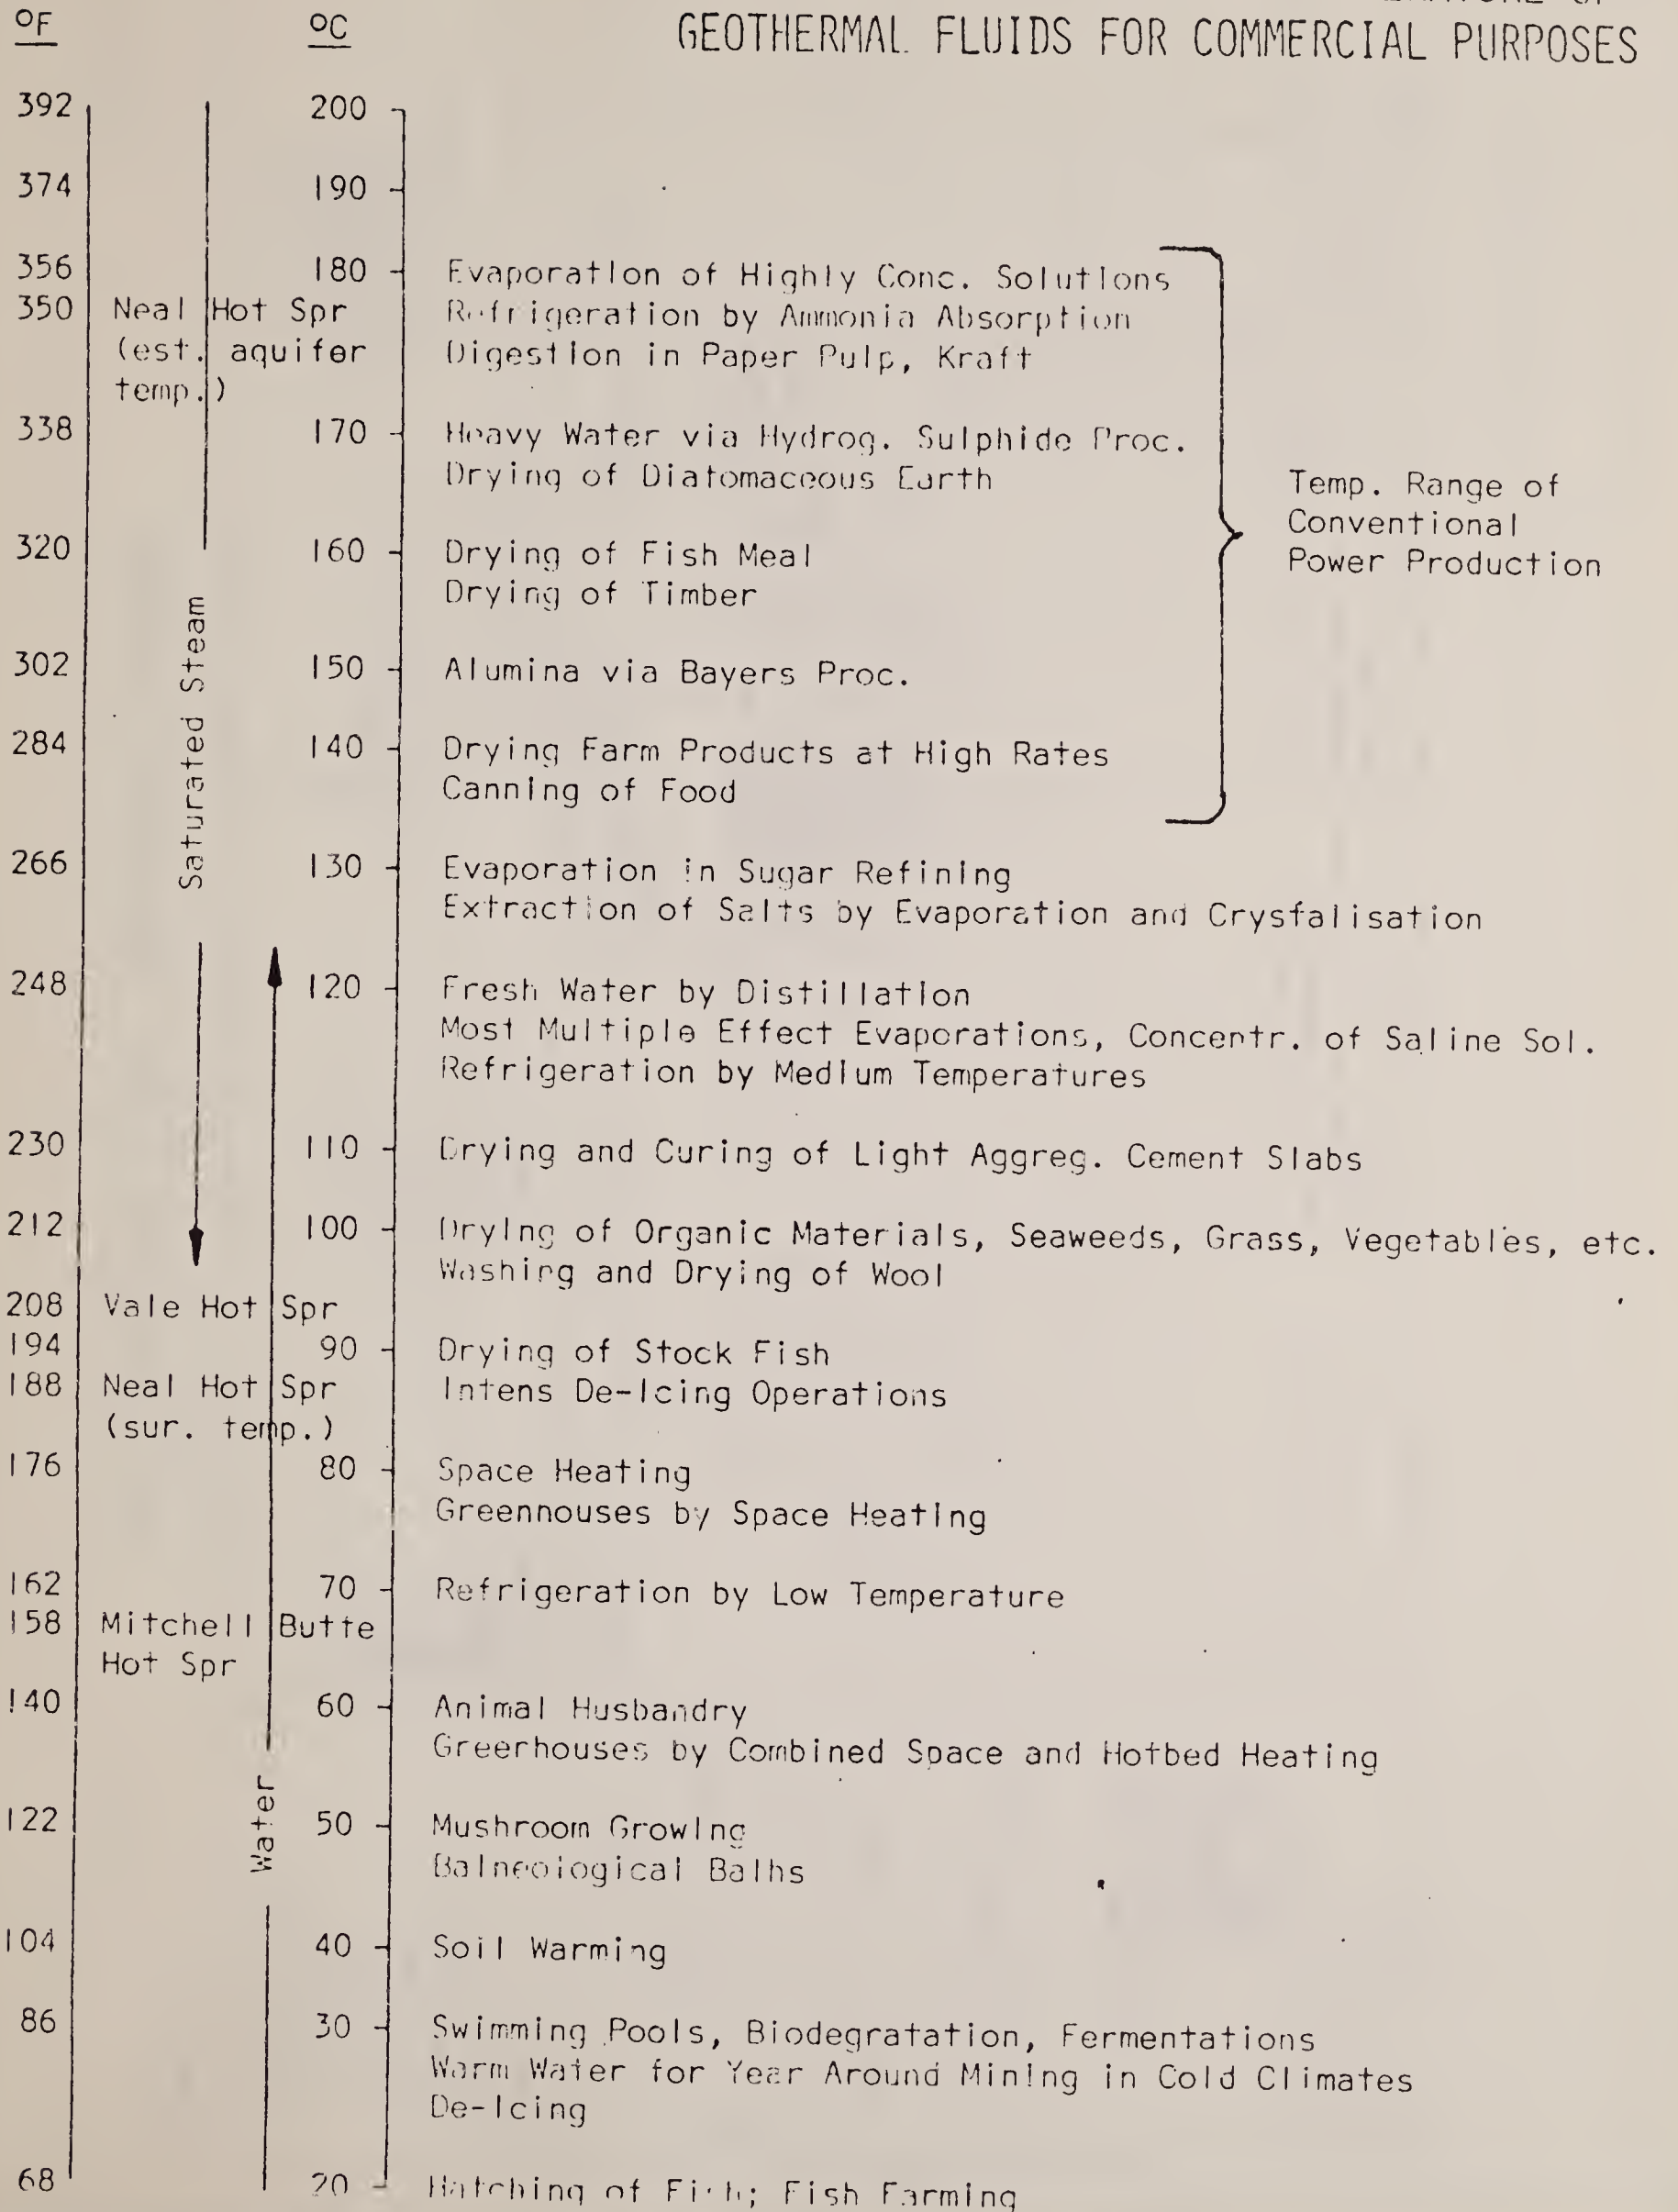 °F °C GEOTHERMAL FLUIDS FOR COMMERCIAL PURPOSES
392 200
374 190
356 180 Evaporation of Highly Conc. Solutions
350 Neal Hot Spr Refrigeration by Ammonia Absorption
(est. aquifer Digestion in Paper Pulp, Kraft
temp.)
338 170 Heavy Water via Hydrog. Sulphide Proc.
Drying of Diatomaceous Earth
Temp. Range of
Conventional
Power Production
320 160 Drying of Fish Meal
Drying of Timber
Saturated Steam
302 150 Alumina via Bayers Proc.
284 140 Drying Farm Products at High Rates
Canning of Food
266 130 Evaporation in Sugar Refining
Extraction of Salts by Evaporation and Crysfalisation
248 120 Fresh Water by Distillation
Most Multiple Effect Evaporations, Concentr. of Saline Sol.
Refrigeration by Medium Temperatures
230 110 Drying and Curing of Light Aggreg. Cement Slabs
212 100 Drying of Organic Materials, Seaweeds, Grass, Vegetables, etc.
Washing and Drying of Wool
208 Vale Hot Spr
194 90 Drying of Stock Fish
188 Neal Hot Spr Intens De-Icing Operations
(sur. temp.)
176 80 Space Heating
Greennouses by Space Heating
162 70 Refrigeration by Low Temperature
158 Mitchell Butte
Hot Spr
140 60 Animal Husbandry
Greenhouses by Combined Space and Hotbed Heating
Water
122 50 Mushroom Growing
Balneological Baths
104 40 Soil Warming
86 30 Swimming Pools, Biodegratation, Fermentations
Warm Water for Year Around Mining in Cold Climates
De-Icing
68 20 Hatching of Fish; Fish Farming